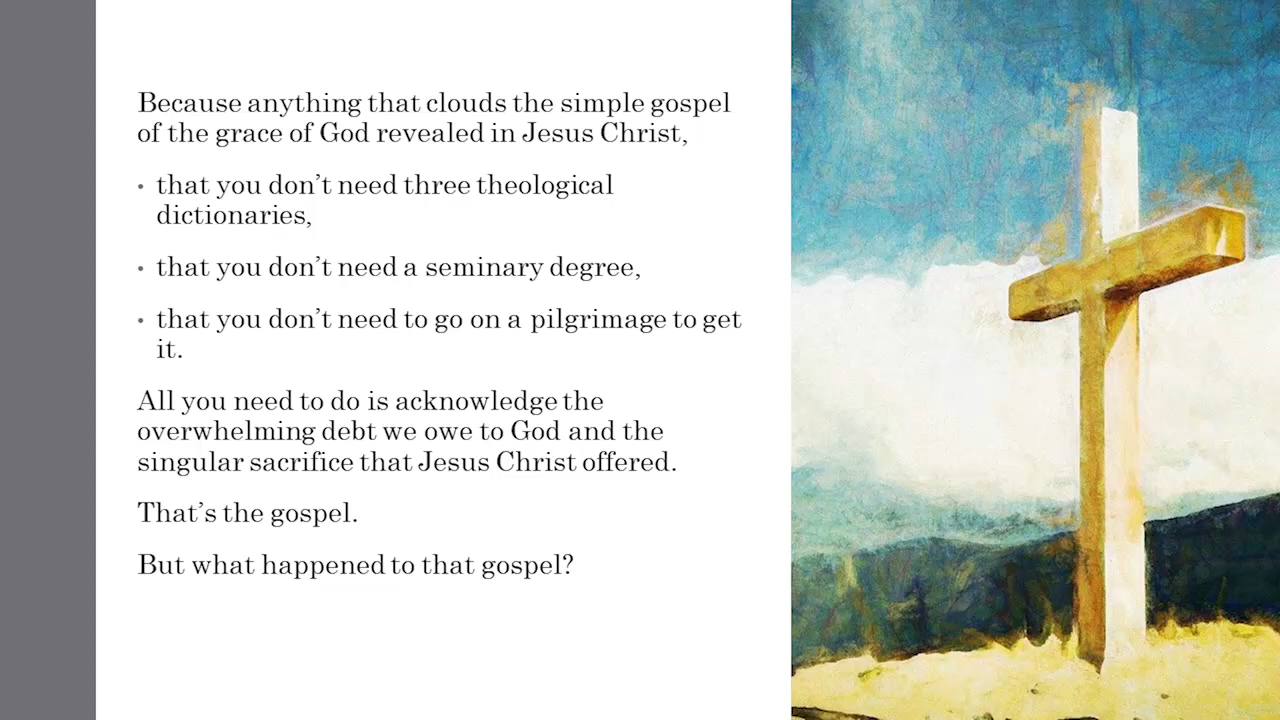 Because anything that clouds the simple gospel
of the grace of God revealed in Jesus Christ,
• that you don’t need three theological
dictionaries,
• that you don’t need a seminary degree,
• that you don’t need to go on a pilgrimage to get
it.
All you need to do is acknowledge the
overwhelming debt we owe to God and the
singular sacrifice that Jesus Christ offered.
That’s the gospel.
But what happened to that gospel?